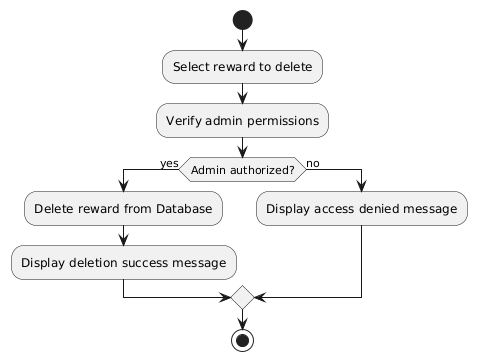 Select reward to delete
Verify admin permissions
yes
Admin authorized?
no
Delete reward from Database
Display access denied message
Display deletion success message